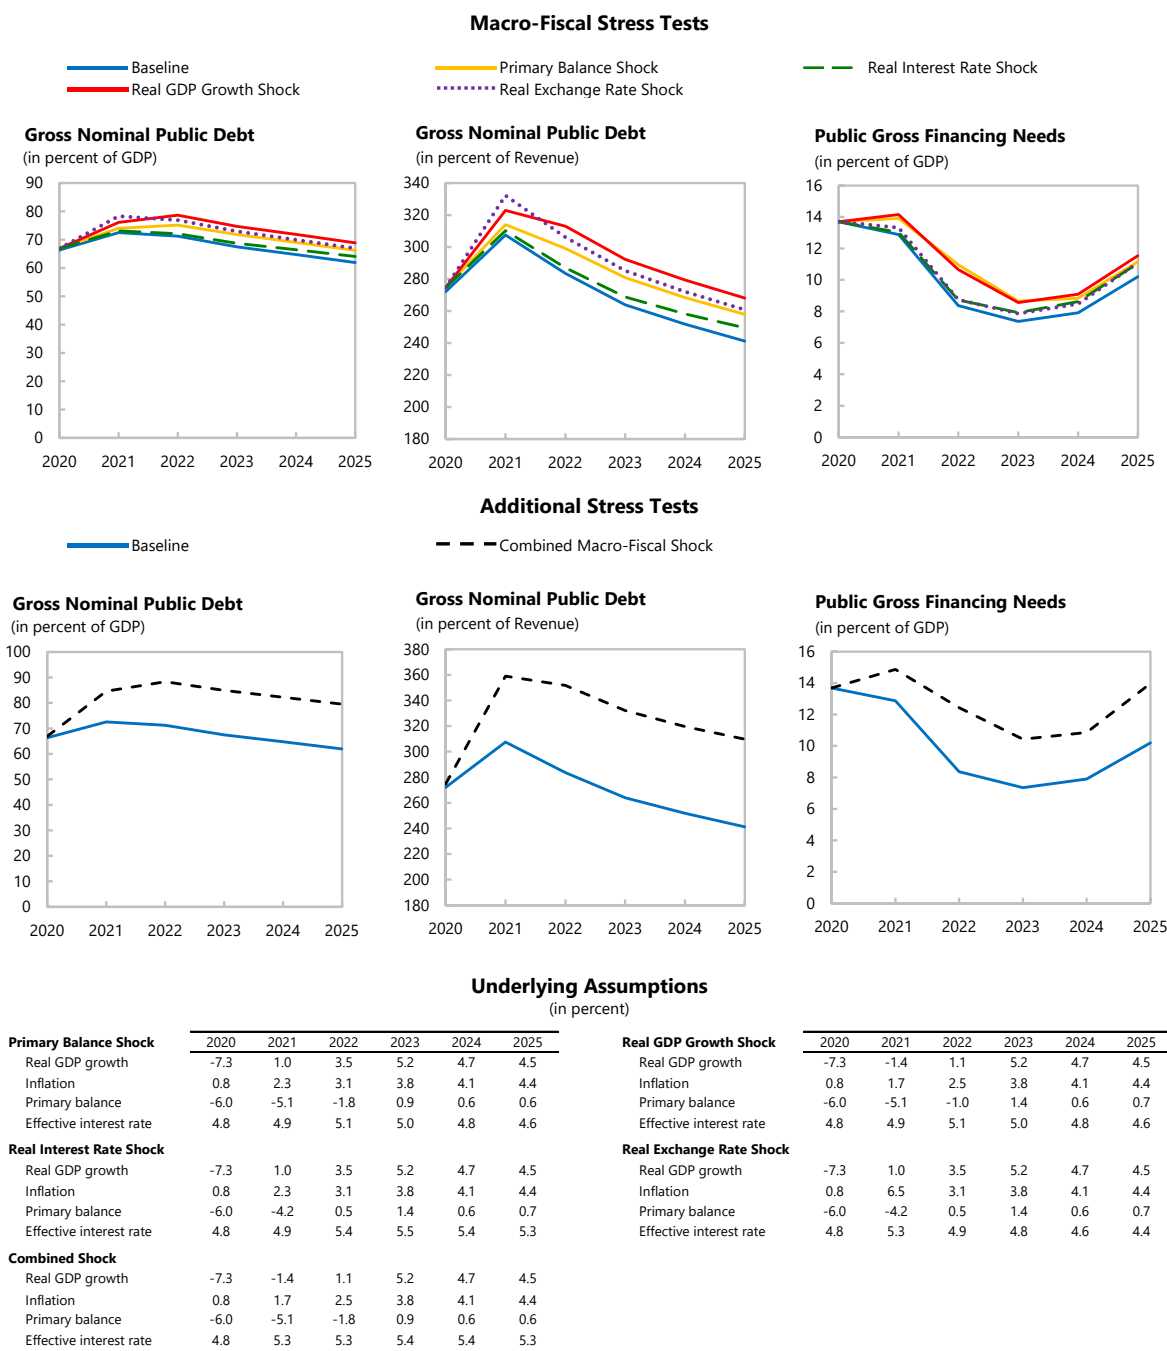 Macro-Fiscal Stress Tests
Baseline
Primary Balance Shock
Real Interest Rate Shock
Real GDP Growth Shock
Real Exchange Rate Shock
Gross Nominal Public Debt
(in percent of GDP)
90
80
70
60
50
40
30
20
10
0
2020 2021 2022 2023 2024 2025
Gross Nominal Public Debt
(in percent of Revenue)
340
320
300
280
260
240
220
200
180
2020 2021 2022 2023 2024 2025
Public Gross Financing Needs
(in percent of GDP)
16
14
12
10
8
6
4
2
0
2020 2021 2022 2023 2024 2025
Additional Stress Tests
Baseline
Combined Macro-Fiscal Shock
Gross Nominal Public Debt
(in percent of GDP)
100
90
80
70
60
50
40
30
20
10
0
2020 2021 2022 2023 2024 2025
Gross Nominal Public Debt
(in percent of Revenue)
380
360
340
320
300
280
260
240
220
200
180
2020 2021 2022 2023 2024 2025
Public Gross Financing Needs
(in percent of GDP)
16
14
12
10
8
6
4
2
0
2020 2021 2022 2023 2024 2025
Underlying Assumptions
(in percent)
Primary Balance Shock 2020 2021 2022 2023 2024 2025
Real GDP growth -7.3 1.0 3.5 5.2 4.7 4.5
Inflation 0.8 2.3 3.1 3.8 4.1 4.4
Primary balance -6.0 -5.1 -1.8 0.9 0.6 0.6
Effective interest rate 4.8 4.9 5.1 5.0 4.8 4.6
Real Interest Rate Shock
Real GDP growth -7.3 1.0 3.5 5.2 4.7 4.5
Inflation 0.8 2.3 3.1 3.8 4.1 4.4
Primary balance -6.0 -4.2 0.5 1.4 0.6 0.7
Effective interest rate 4.8 4.9 5.4 5.5 5.4 5.3
Combined Shock
Real GDP growth -7.3 -1.4 1.1 5.2 4.7 4.5
Inflation 0.8 1.7 2.5 3.8 4.1 4.4
Primary balance -6.0 -5.1 -1.8 0.9 0.6 0.6
Effective interest rate 4.8 5.3 5.3 5.4 5.4 5.3
Real GDP Growth Shock 2020 2021 2022 2023 2024 2025
Real GDP growth -7.3 -1.4 1.1 5.2 4.7 4.5
Inflation 0.8 1.7 2.5 3.8 4.1 4.4
Primary balance -6.0 -5.1 -1.0 1.4 0.6 0.7
Effective interest rate 4.8 4.9 5.1 5.0 4.8 4.6
Real Exchange Rate Shock
Real GDP growth -7.3 1.0 3.5 5.2 4.7 4.5
Inflation 0.8 6.5 3.1 3.8 4.1 4.4
Primary balance -6.0 -4.2 0.5 1.4 0.6 0.7
Effective interest rate 4.8 5.3 4.9 4.8 4.6 4.4